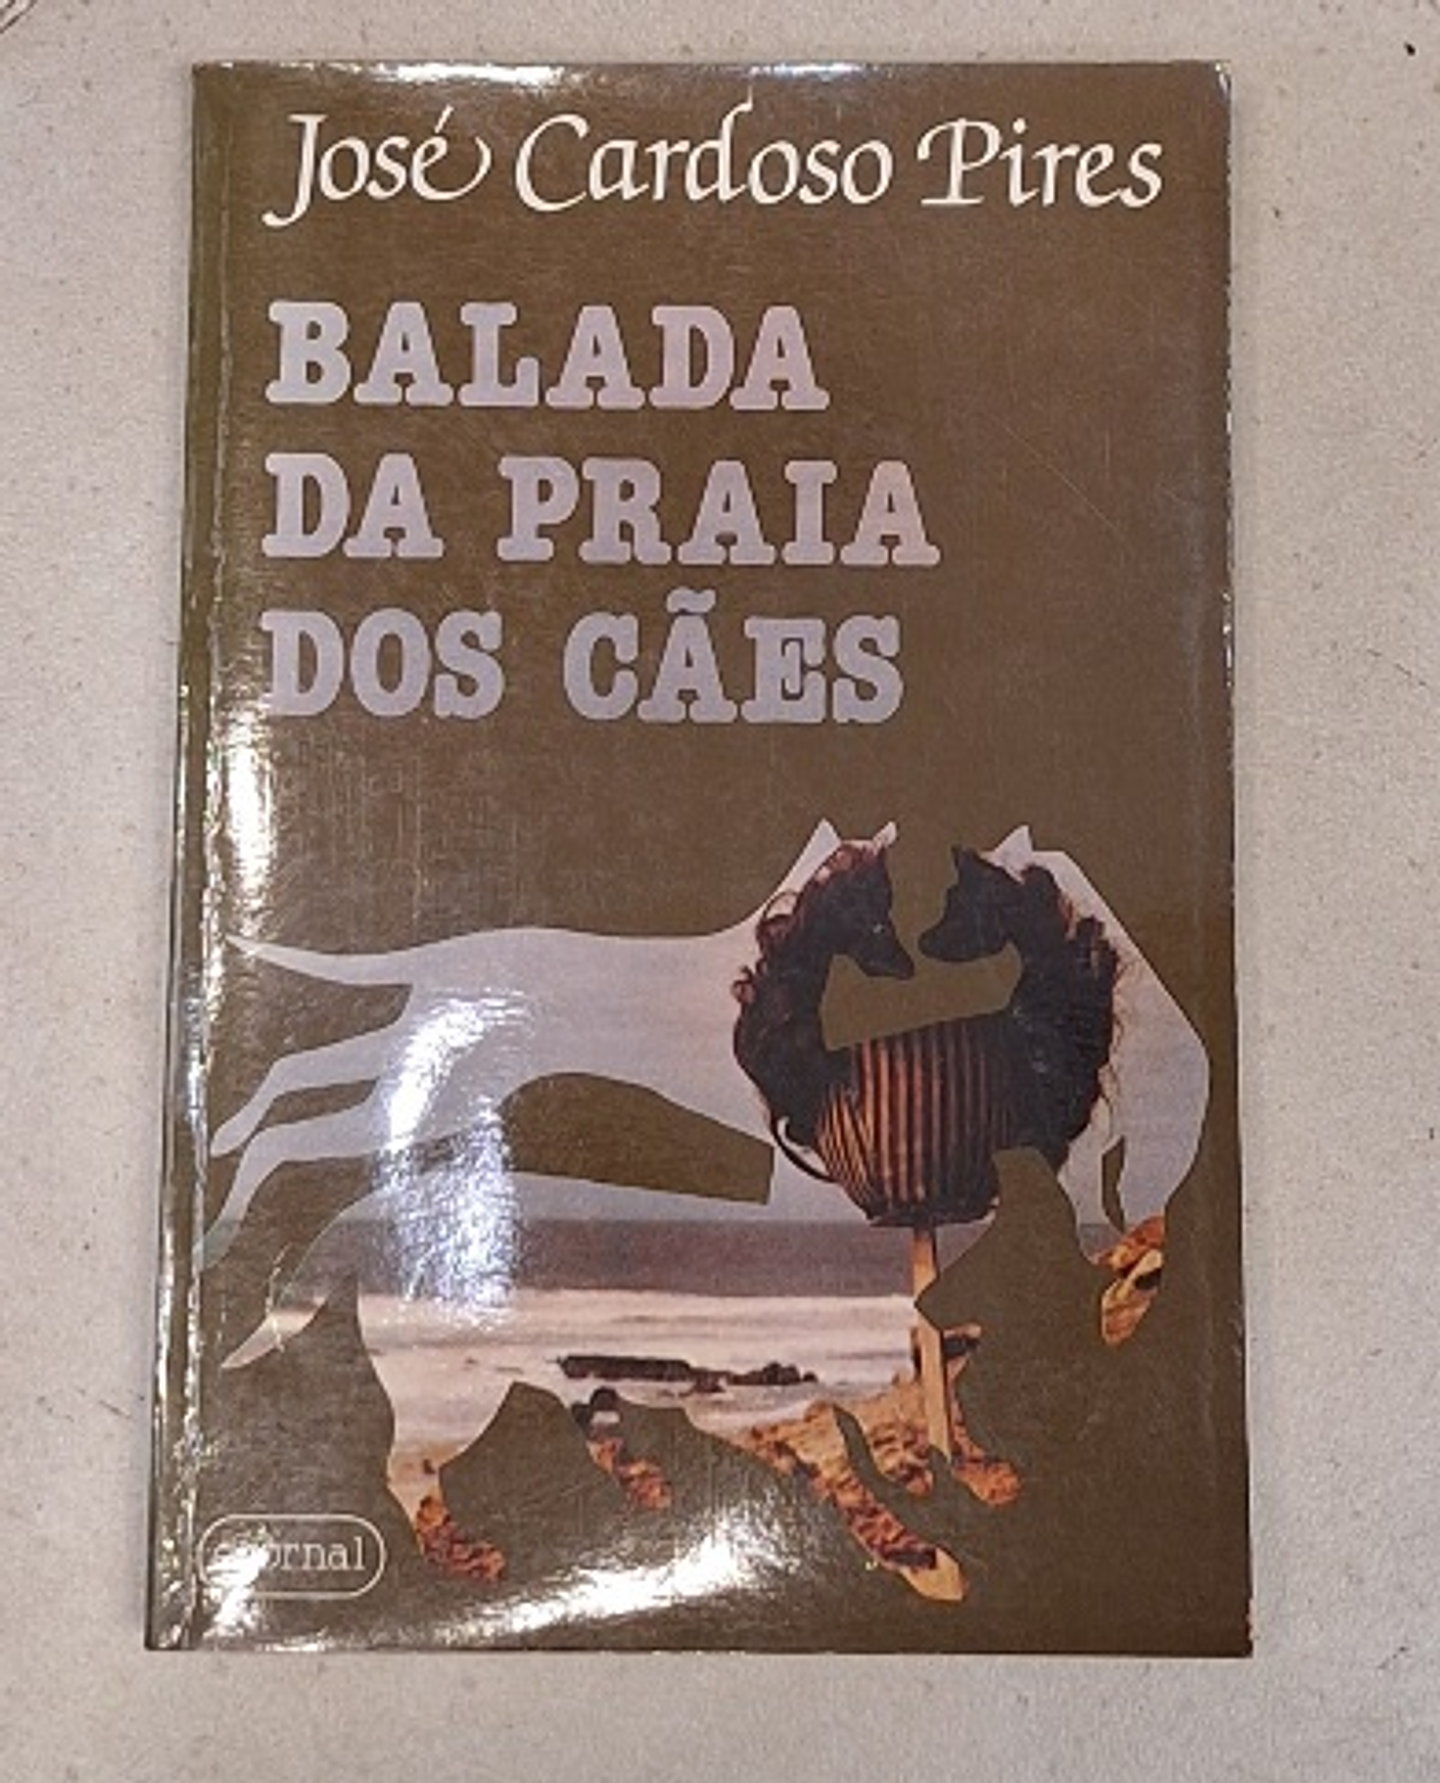 José Cardoso Pires
BALADA
DA PRAIA
DOS CÃES